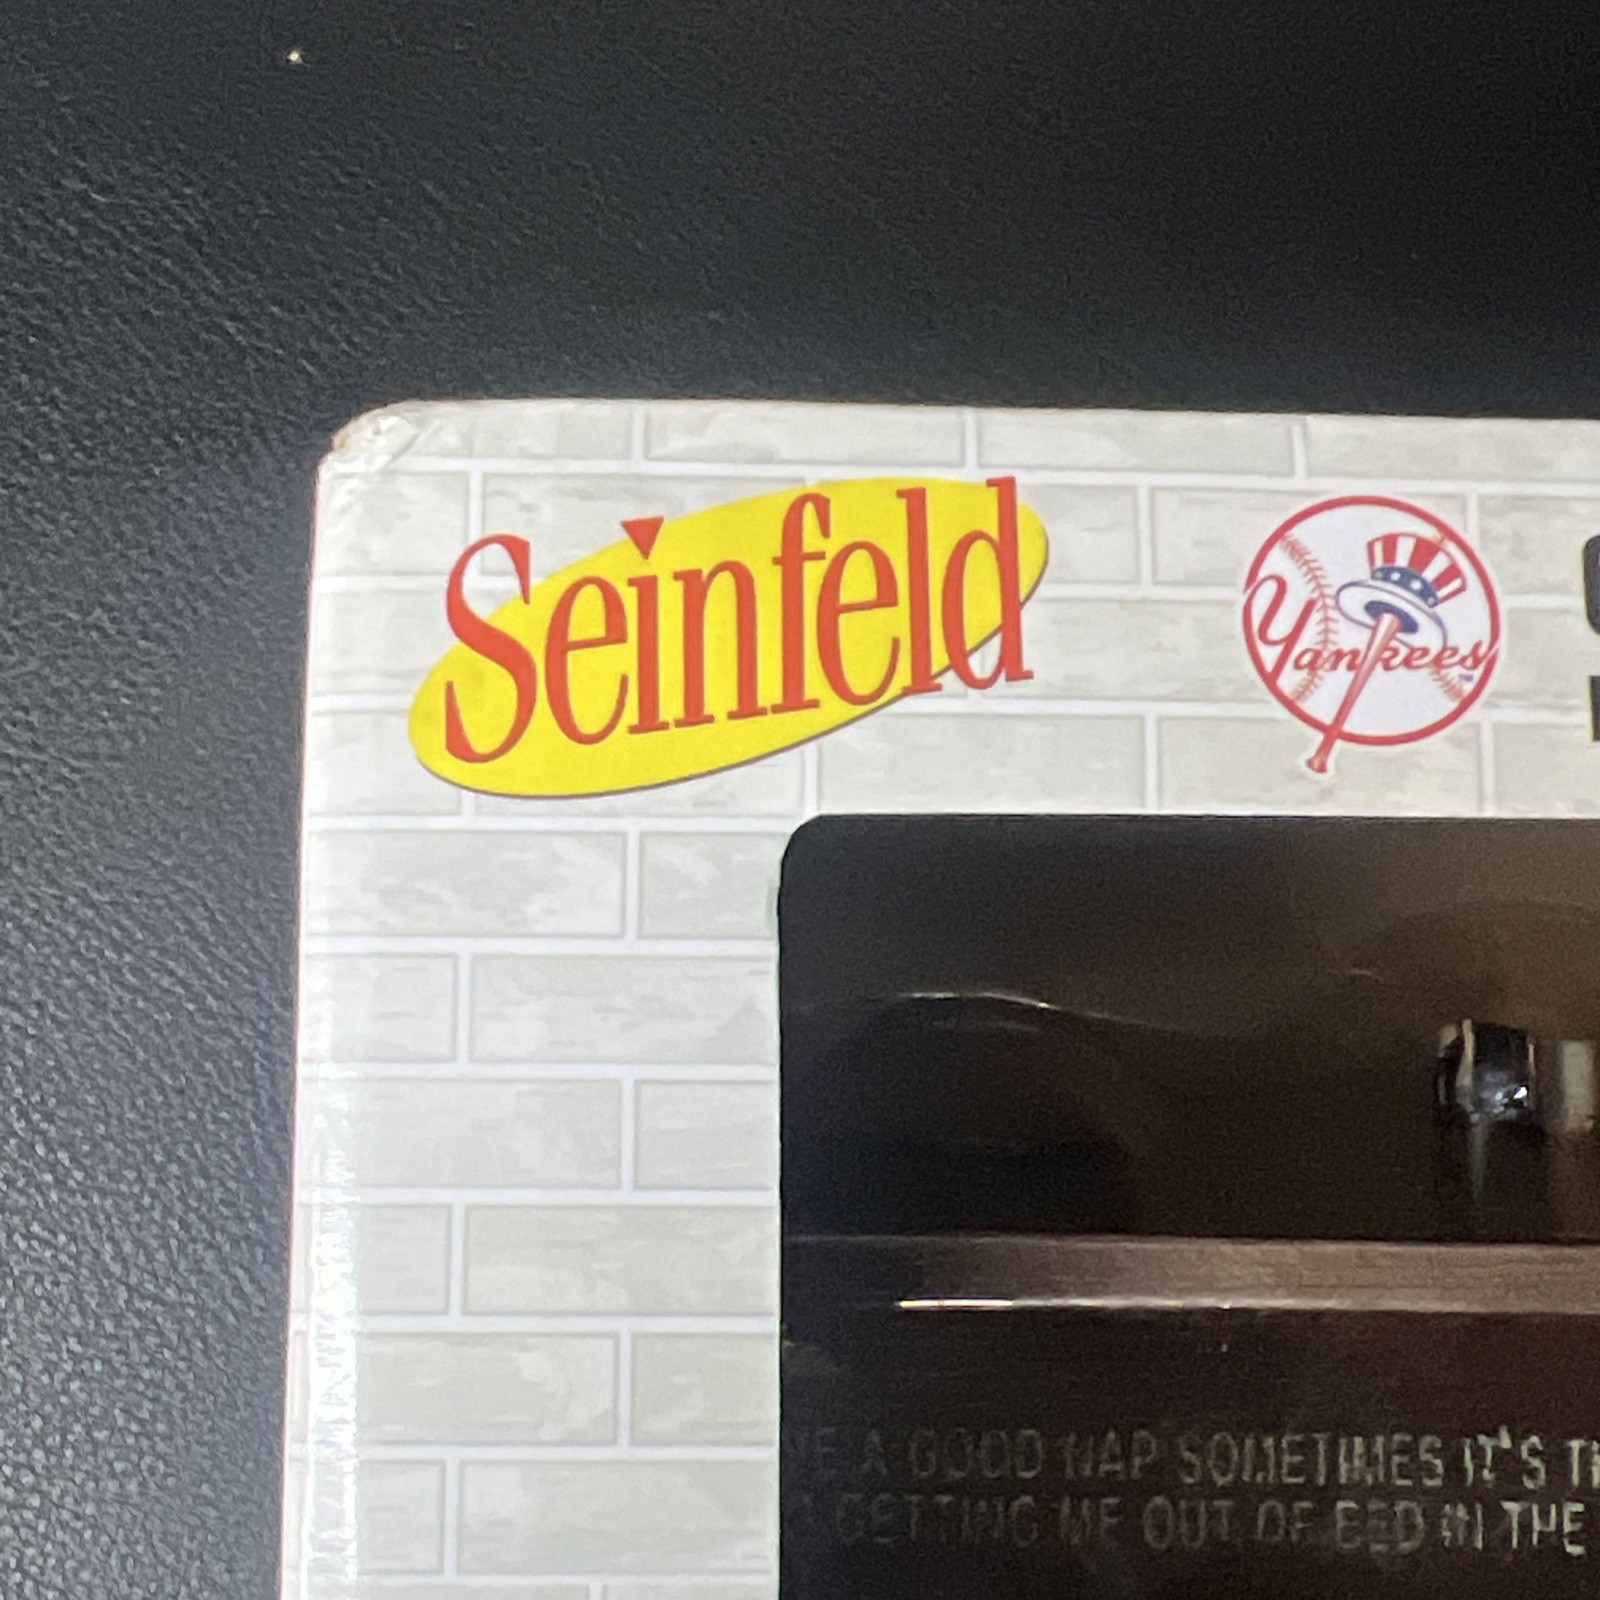 Seinfeld
Yankees
A GOOD NAP SOMETIMES IT'S
GETTING ME OUT OF BED IN THE